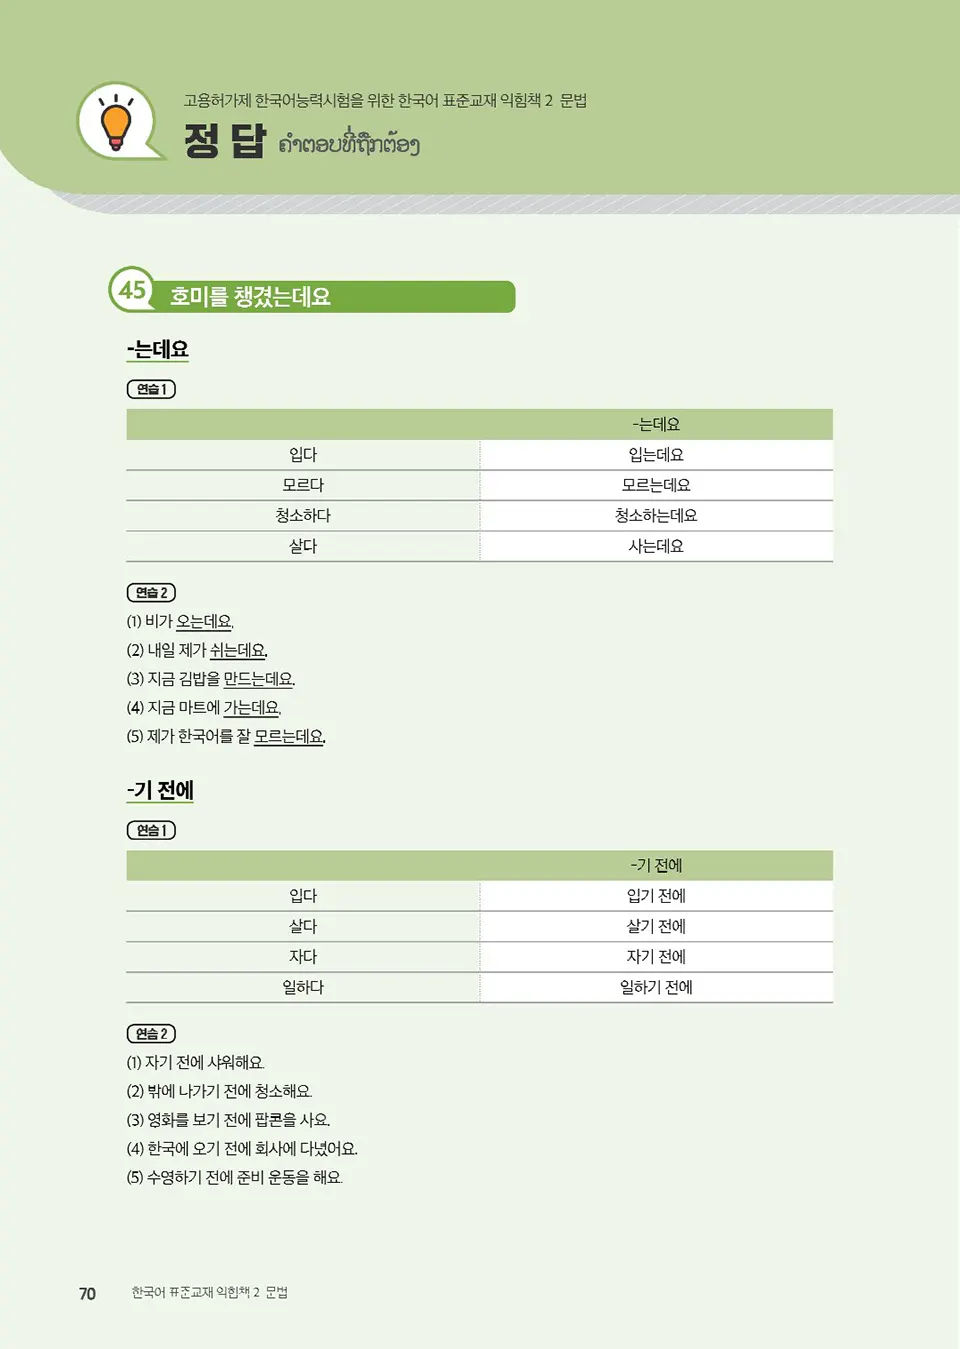 고용허가제 한국어능력시험을 위한 한국어 표준교재 익힘책 2 문법
정 답 ຄຳຕອບທີ່ຖືກຕ້ອງ
45 호미를 챙겼는데요
-는데요
연습 1
-는데요
입다 입는데요
모르다 모르는데요
청소하다 청소하는데요
살다 사는데요
연습 2
(1) 비가 오는데요.
(2) 내일 제가 쉬는데요.
(3) 지금 김밥을 만드는데요.
(4) 지금 마트에 가는데요.
(5) 제가 한국어를 잘 모르는데요.
-기 전에
연습 1
-기 전에
입다 입기 전에
살다 살기 전에
자다 자기 전에
일하다 일하기 전에
연습 2
(1) 자기 전에 샤워해요.
(2) 밖에 나가기 전에 청소해요.
(3) 영화를 보기 전에 팝콘을 사요.
(4) 한국에 오기 전에 회사에 다녔어요.
(5) 수영하기 전에 준비 운동을 해요.
70 한국어 표준교재 익힘책 2 문법